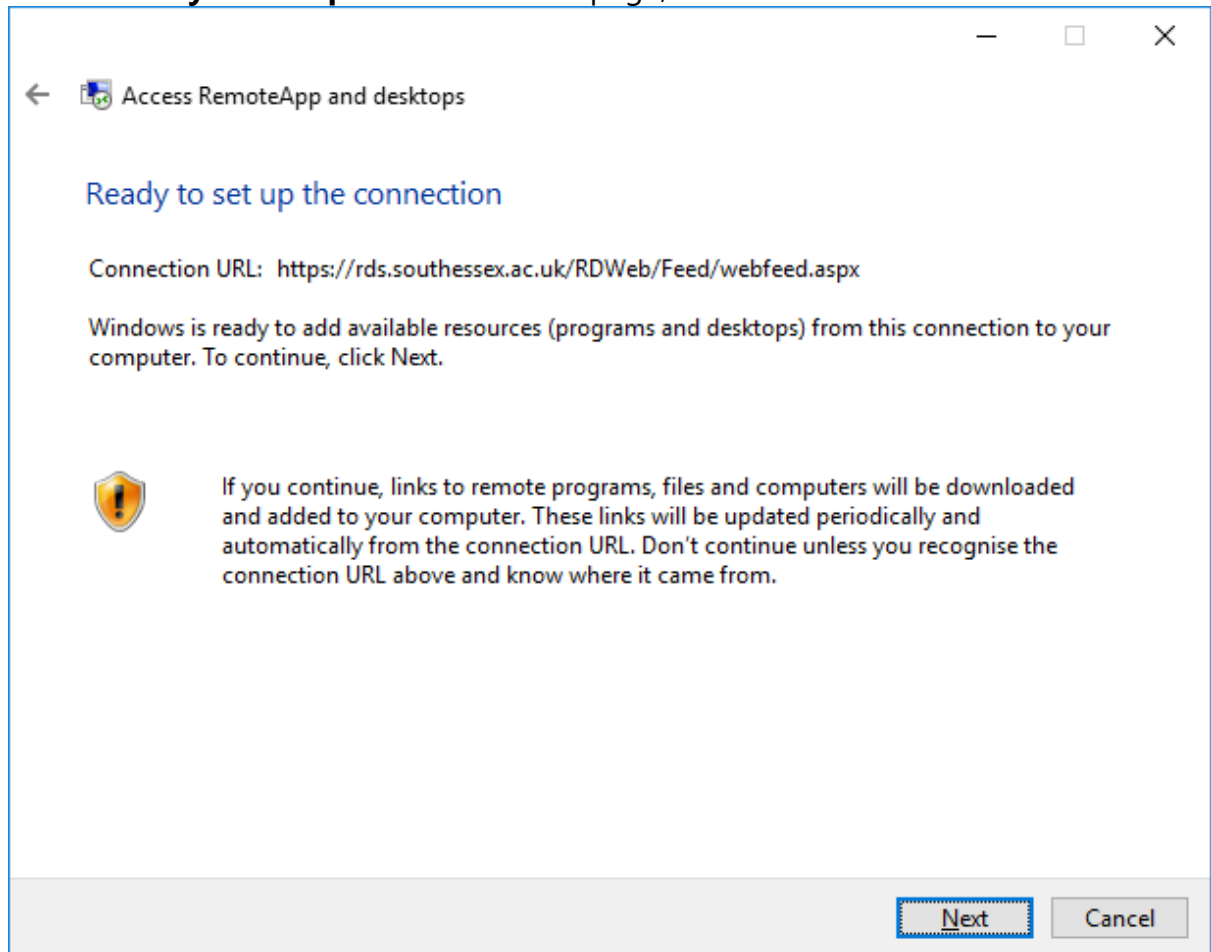 Access RemoteApp and desktops
Ready to set up the connection
Connection URL: https://rds.southessex.ac.uk/RDWeb/Feed/webfeed.aspx
Windows is ready to add available resources (programs and desktops) from this connection to your
computer. To continue, click Next.
If you continue, links to remote programs, files and computers will be downloaded
and added to your computer. These links will be updated periodically and
automatically from the connection URL. Don't continue unless you recognise the
connection URL above and know where it came from.
Next
Cancel